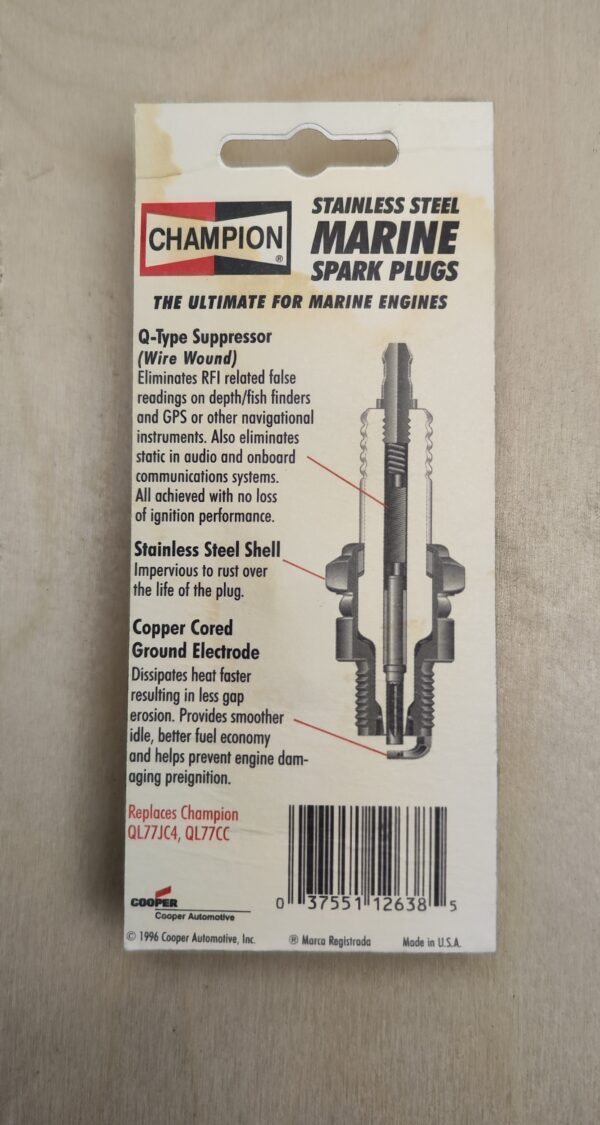 CHAMPION
®
STAINLESS STEEL
MARINE
SPARK PLUGS
THE ULTIMATE FOR MARINE ENGINES
Q-Type Suppressor
(Wire Wound)
Eliminates RFI related false
readings on depth/fish finders
and GPS or other navigational
instruments. Also eliminates
static in audio and onboard
communications systems.
All achieved with no loss
of ignition performance.
Stainless Steel Shell
Impervious to rust over
the life of the plug.
Copper Cored
Ground Electrode
Dissipates heat faster
resulting in less gap
erosion. Provides smoother
idle, better fuel economy
and helps prevent engine dam-
aging preignition.
Replaces Champion
QL77JC4, QL77CC
COOPER
Cooper Automotive
0 37551 12638 5
© 1996 Cooper Automotive, Inc. ® Marca Registrada Made in U.S.A.